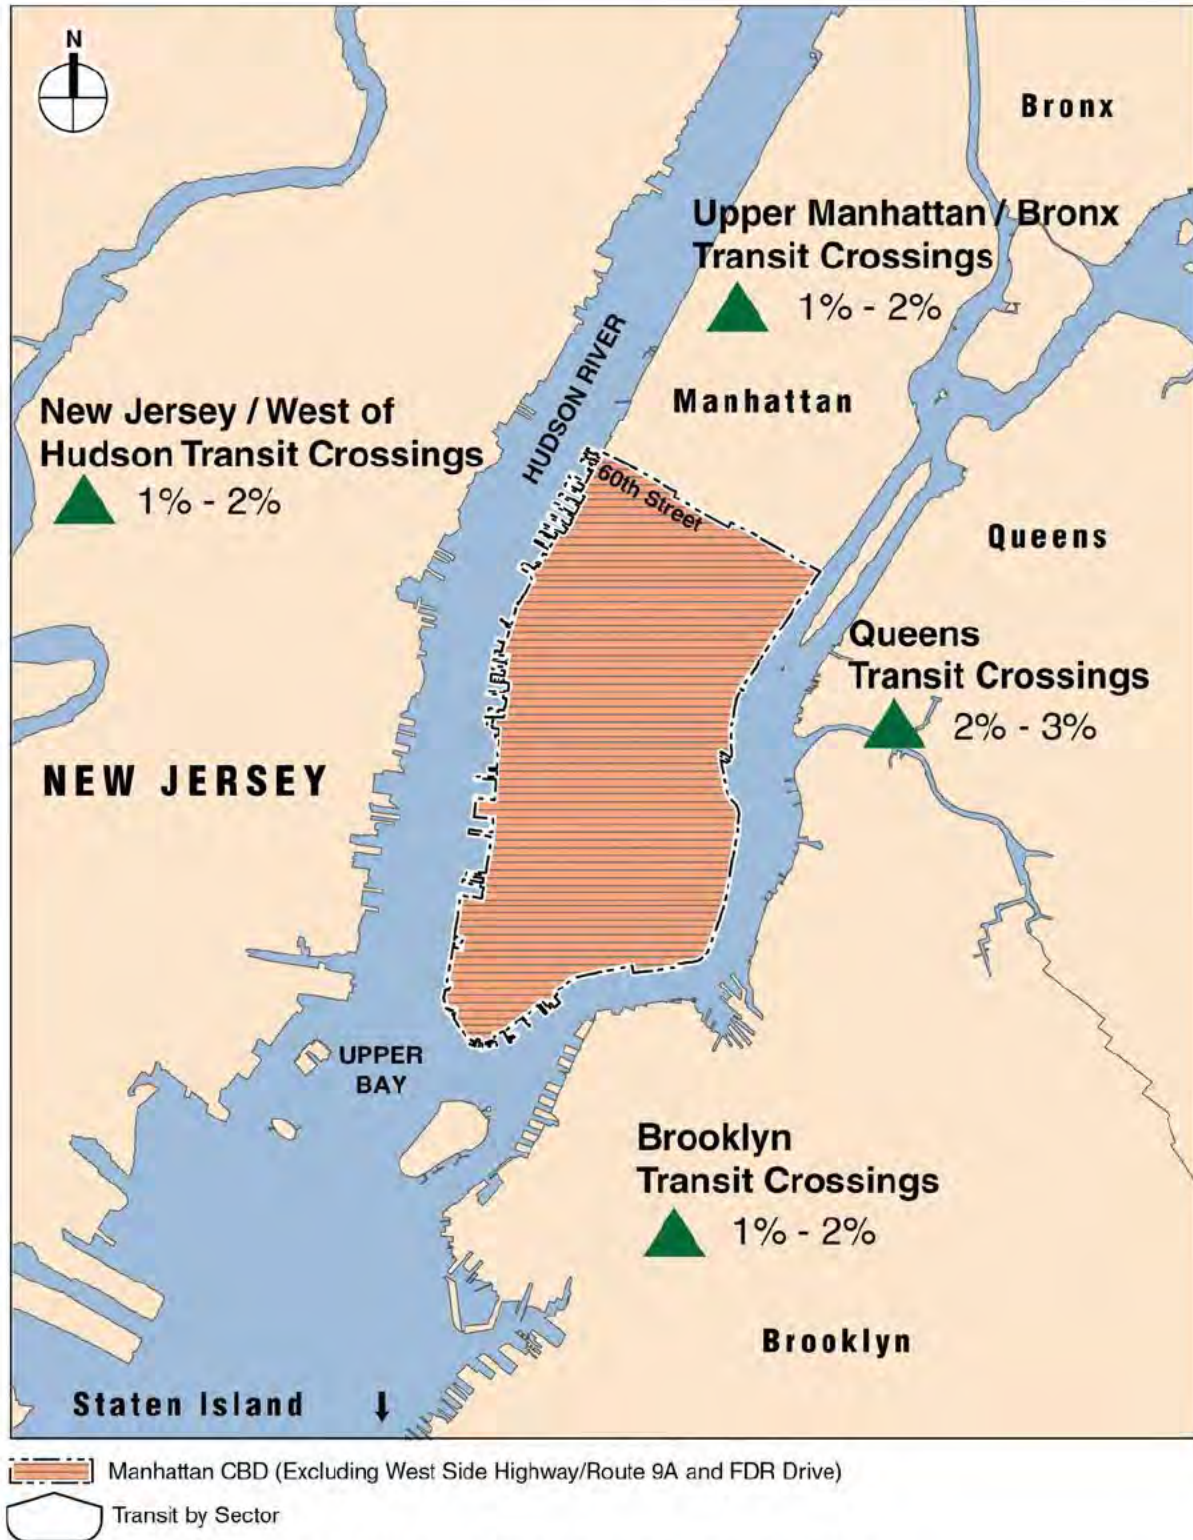 N
Bronx
Upper Manhattan / Bronx
Transit Crossings
1% - 2%
HUDSON RIVER
Manhattan
New Jersey / West of
Hudson Transit Crossings
1% - 2%
60th Street
Queens
Queens
Transit Crossings
2% - 3%
NEW JERSEY
UPPER
BAY
Brooklyn
Transit Crossings
1% - 2%
Brooklyn
Staten Island
Manhattan CBD (Excluding West Side Highway/Route 9A and FDR Drive)
Transit by Sector